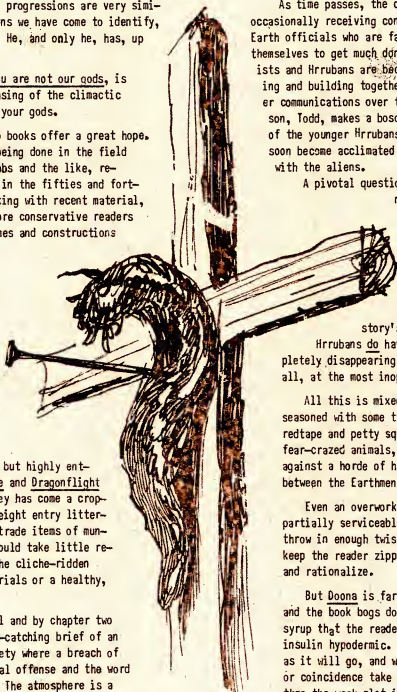 progressions are very simi-
ns we have come to identify,
He, and only he, has, up
u are not our gods, is
asing of the climactic
your gods.
books offer a great hope.
being done in the field
bs and the like, re-
in the fifties and fort-
king with recent material,
ore conservative readers
mes and constructions
but highly ent-
e and Dragonflight
ey has come a crop-
eight entry litter-
trade items of mun-
ould take little re-
he cliche-ridden
rials or a healthy,
l and by chapter two
-catching brief of an
ety where a breach of
al offense and the word
The atmosphere is a
As time passes, the c
occasionally receiving con
Earth officials who are fa
themselves to get much don
ists and Hrrubans are bec
ing and building togethe
er communications over t
son, Todd, makes a bosc
of the younger Hrrubans
soon become acclimated
with the aliens.
A pivotal questic
story'
Hrrubans do hav
pletely disappearing
all, at the most inop
All this is mixed
seasoned with some t
redtape and petty sq
fear-crazed animals,
against a horde of h
between the Earthmen
Even an overwork
partially serviceabl
throw in enough twis
keep the reader zipp
and rationalize.
But Doona is far
and the book bogs do
syrup that the reade
insulin hypodermic.
as it will go, and w
or coincidence take